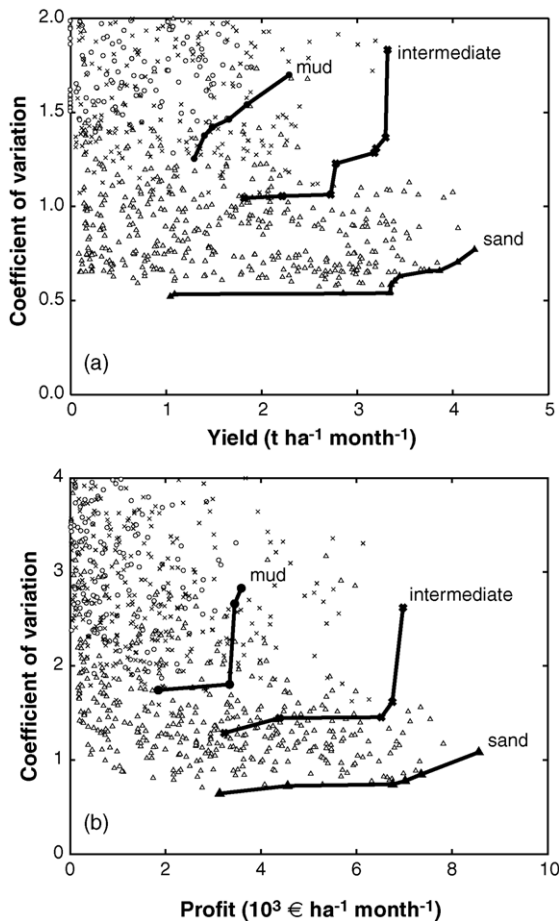 2.0
1.5
1.0
0.5
0.0
Coefficient of variation
mud
intermediate
sand
(a)
0 1 2 3 4 5
Yield (t ha⁻¹ month⁻¹)
4
3
2
1
0
Coefficient of variation
mud
intermediate
sand
(b)
0 2 4 6 8 10
Profit (10³ € ha⁻¹ month⁻¹)